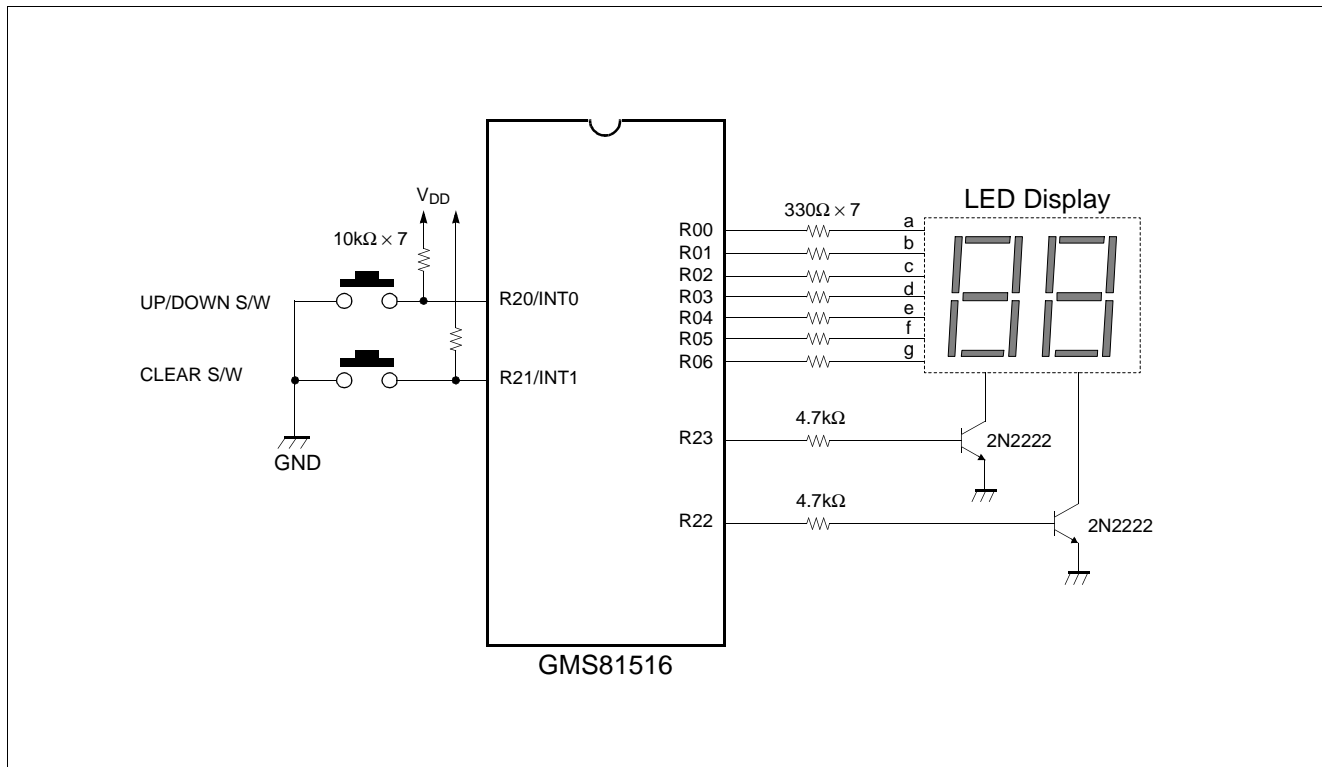 V_DD
10kΩ × 7
UP/DOWN S/W
CLEAR S/W
GND
R20/INT0
R21/INT1
GMS81516
R00
R01
R02
R03
R04
R05
R06
R23
R22
330Ω × 7
a
b
c
d
e
f
g
LED Display
4.7kΩ
2N2222
4.7kΩ
2N2222